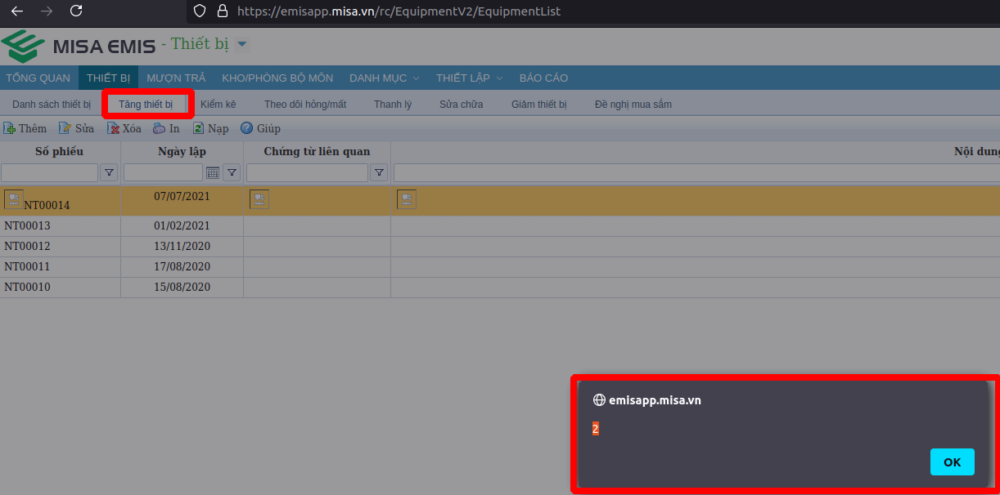 https://emisapp.misa.vn/rc/EquipmentV2/EquipmentList
MISA EMIS - Thiết bị
TỔNG QUAN THIẾT BỊ MƯỢN TRẢ KHO/PHÒNG BỘ MÔN DANH MỤC THIẾT LẬP BÁO CÁO
Danh sách thiết bị Tăng thiết bị Kiểm kê Theo dõi hỏng/mất Thanh lý Sửa chữa Giảm thiết bị Đề nghị mua sắm
Thêm Sửa Xóa In Nạp Giúp
Số phiếu Ngày lập Chứng từ liên quan Nội dung
NT00014 07/07/2021
NT00013 01/02/2021
NT00012 13/11/2020
NT00011 17/08/2020
NT00010 15/08/2020
emisapp.misa.vn
2
OK